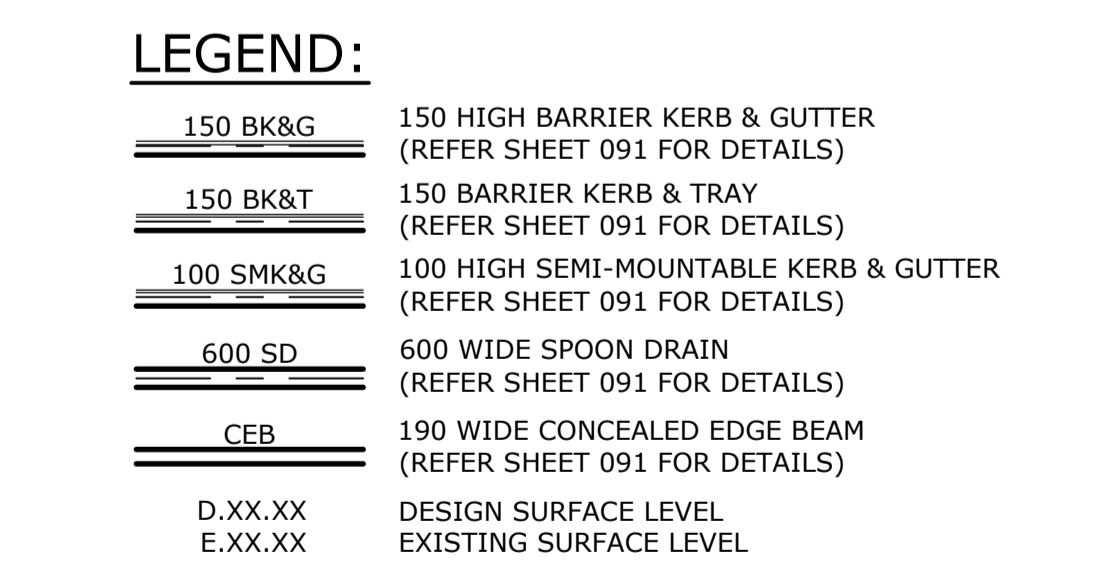 LEGEND:
150 BK&G
150 HIGH BARRIER KERB & GUTTER
(REFER SHEET 091 FOR DETAILS)
150 BK&T
150 BARRIER KERB & TRAY
(REFER SHEET 091 FOR DETAILS)
100 SMK&G
100 HIGH SEMI-MOUNTABLE KERB & GUTTER
(REFER SHEET 091 FOR DETAILS)
600 SD
600 WIDE SPOON DRAIN
(REFER SHEET 091 FOR DETAILS)
CEB
190 WIDE CONCEALED EDGE BEAM
(REFER SHEET 091 FOR DETAILS)
D.XX.XX DESIGN SURFACE LEVEL
E.XX.XX EXISTING SURFACE LEVEL